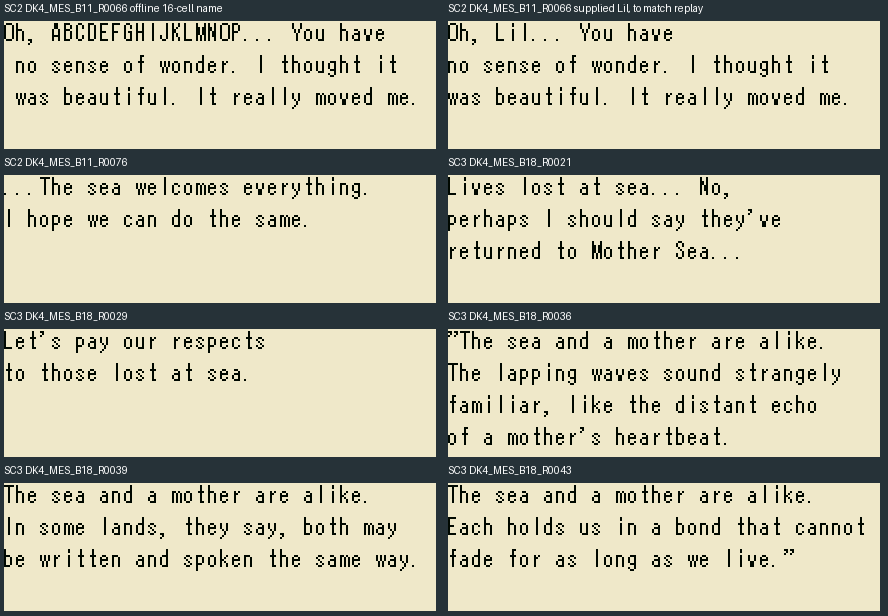 SC2 DK4_MES_B11_R0066 offline 16-cell name
Oh, ABCDEFGHIJKLMNOP... You have
no sense of wonder. I thought it
was beautiful. It really moved me.
SC2 DK4_MES_B11_R0066 supplied Lil, to match replay
Oh, Lil... You have
no sense of wonder. I thought it
was beautiful. It really moved me.
SC2 DK4_MES_B11_R0076
...The sea welcomes everything.
I hope we can do the same.
SC3 DK4_MES_B18_R0021
Lives lost at sea... No,
perhaps I should say they've
returned to Mother Sea...
SC3 DK4_MES_B18_R0029
Let's pay our respects
to those lost at sea.
SC3 DK4_MES_B18_R0036
"The sea and a mother are alike.
The lapping waves sound strangely
familiar, like the distant echo
of a mother's heartbeat.
SC3 DK4_MES_B18_R0039
The sea and a mother are alike.
In some lands, they say, both may
be written and spoken the same way.
SC3 DK4_MES_B18_R0043
The sea and a mother are alike.
Each holds us in a bond that cannot
fade for as long as we live."